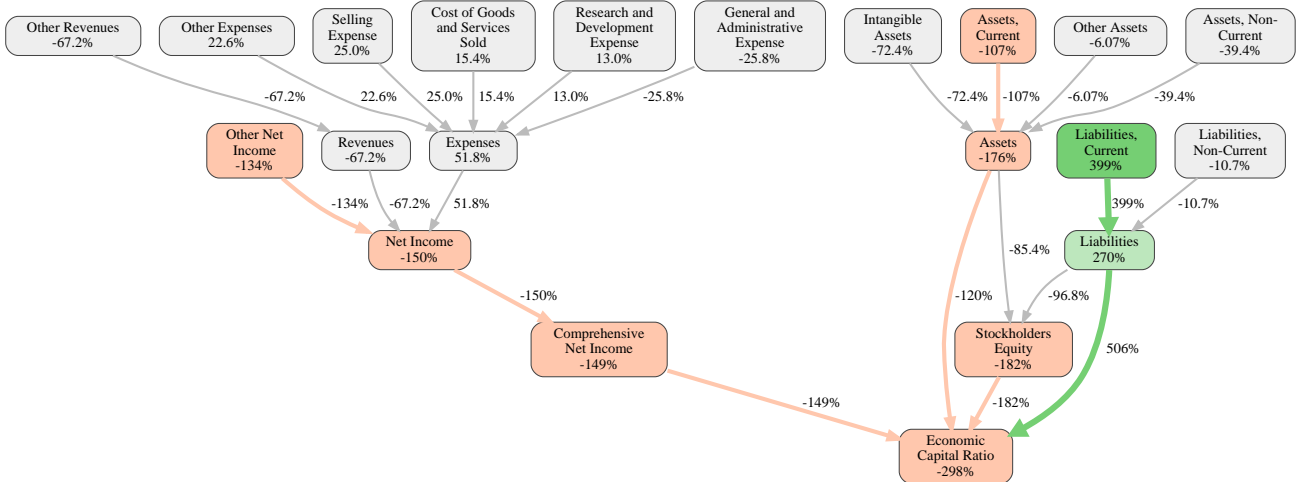 Other Revenues
-67.2%
Other Expenses
22.6%
Selling
Expense
25.0%
Cost of Goods
and Services
Sold
15.4%
Research and
Development
Expense
13.0%
General and
Administrative
Expense
-25.8%
Intangible
Assets
-72.4%
Assets,
Current
-107%
Other Assets
-6.07%
Assets, Non-
Current
-39.4%
-67.2%
22.6%
25.0%
15.4%
13.0%
-25.8%
-72.4%
-107%
-6.07%
-39.4%
Other Net
Income
-134%
Revenues
-67.2%
Expenses
51.8%
Assets
-176%
Liabilities,
Current
399%
Liabilities,
Non-Current
-10.7%
-134%
-67.2%
51.8%
399%
-10.7%
Net Income
-150%
-85.4%
Liabilities
270%
-150%
-120%
-96.8%
Comprehensive
Net Income
-149%
Stockholders
Equity
-182%
506%
-149%
-182%
Economic
Capital Ratio
-298%